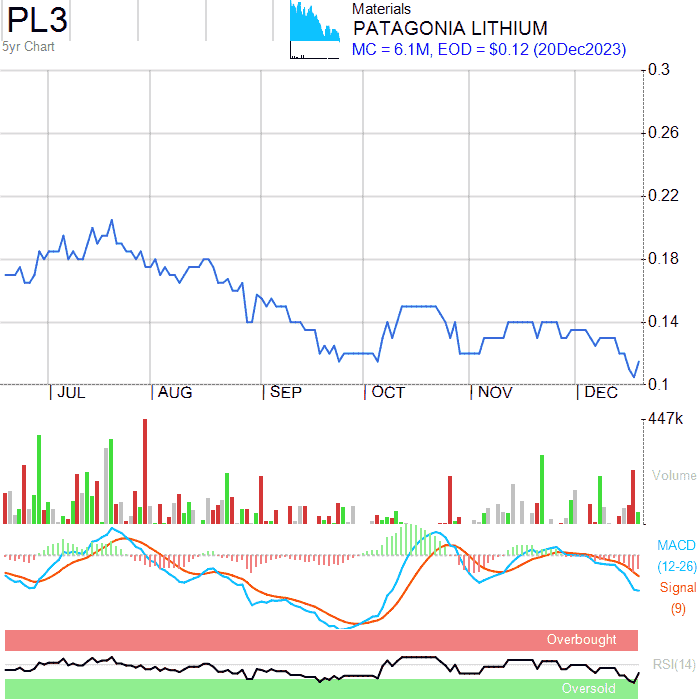 PL3
5yr Chart
Materials
PATAGONIA LITHIUM
MC = 6.1M, EOD = $0.12 (20Dec2023)
0.3
0.26
0.22
0.18
0.14
0.1
JUL AUG SEP OCT NOV DEC
447k
Volume
MACD
(12-26)
Signal
(9)
Overbought
RSI(14)
Oversold